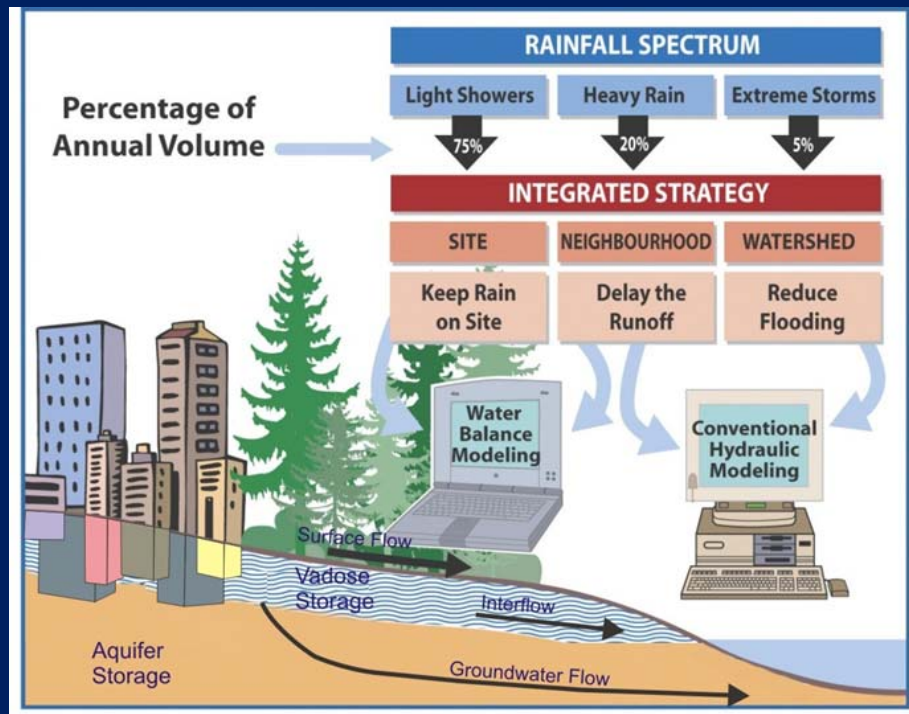 RAINFALL SPECTRUM
Percentage of
Annual Volume
Light Showers
Heavy Rain
Extreme Storms
75%
20%
5%
INTEGRATED STRATEGY
SITE
NEIGHBOURHOOD
WATERSHED
Keep Rain
on Site
Delay the
Runoff
Reduce
Flooding
Water
Balance
Modeling
Conventional
Hydraulic
Modeling
Surface Flow
Vadose
Storage
Interflow
Aquifer
Storage
Groundwater Flow